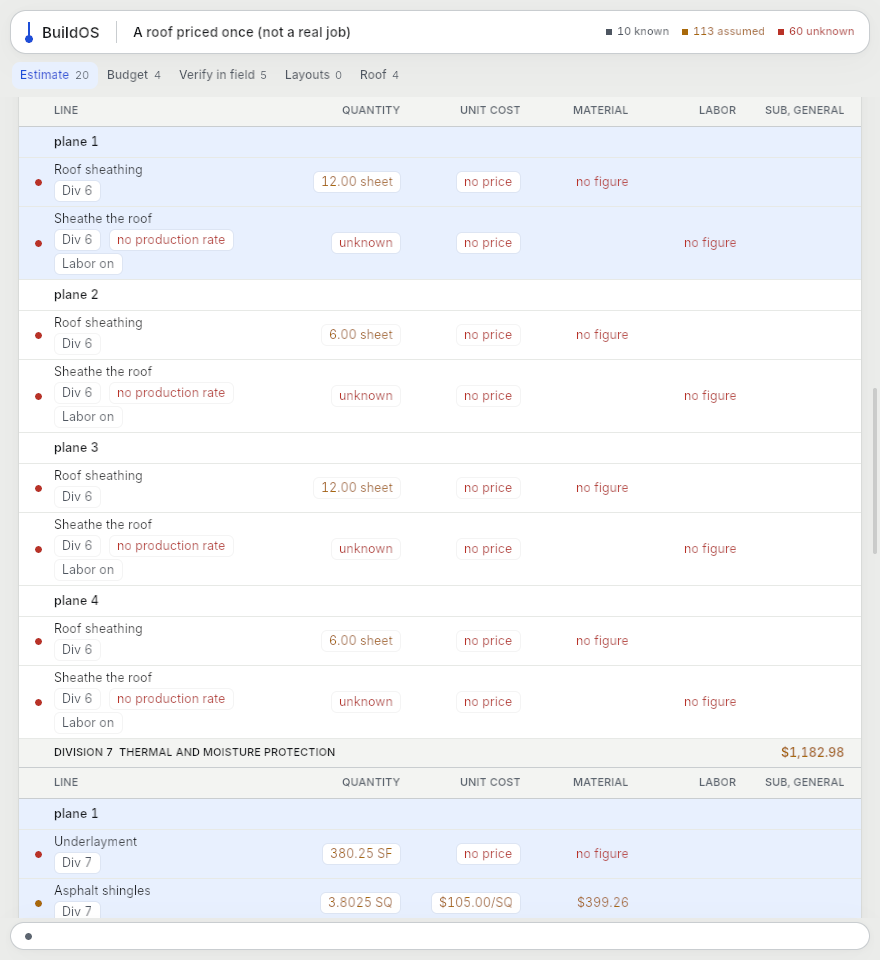 BuildOS A roof priced once (not a real job) 10 known 113 assumed 60 unknown
Estimate 20 Budget 4 Verify in field 5 Layouts 0 Roof 4
LINE QUANTITY UNIT COST MATERIAL LABOR SUB, GENERAL
plane 1
Roof sheathing
Div 6 12.00 sheet no price no figure
Sheathe the roof
Div 6 no production rate unknown no price no figure
Labor on
plane 2
Roof sheathing
Div 6 6.00 sheet no price no figure
Sheathe the roof
Div 6 no production rate unknown no price no figure
Labor on
plane 3
Roof sheathing
Div 6 12.00 sheet no price no figure
Sheathe the roof
Div 6 no production rate unknown no price no figure
Labor on
plane 4
Roof sheathing
Div 6 6.00 sheet no price no figure
Sheathe the roof
Div 6 no production rate unknown no price no figure
Labor on
DIVISION 7 THERMAL AND MOISTURE PROTECTION $1,182.98
LINE QUANTITY UNIT COST MATERIAL LABOR SUB, GENERAL
plane 1
Underlayment
Div 7 380.25 SF no price no figure
Asphalt shingles
Div 7 3.8025 SQ $105.00/SQ $399.26